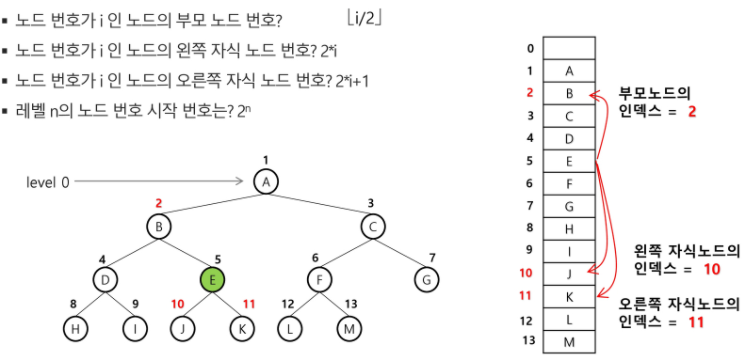 ▪ 노드 번호가 i 인 노드의 부모 노드 번호? ⌊i/2⌋
▪ 노드 번호가 i 인 노드의 왼쪽 자식 노드 번호? 2*i
▪ 노드 번호가 i 인 노드의 오른쪽 자식 노드 번호? 2*i+1
▪ 레벨 n의 노드 번호 시작 번호는? 2ⁿ
level 0
1
A
2 3
B C
4 5 6 7
D E F G
8 9 10 11 12 13
H I J K L M
0
1 A
2 B
3 C
4 D
5 E
6 F
7 G
8 H
9 I
10 J
11 K
12 L
13 M
부모노드의
인덱스 = 2
왼쪽 자식노드의
인덱스 = 10
오른쪽 자식노드의
인덱스 = 11